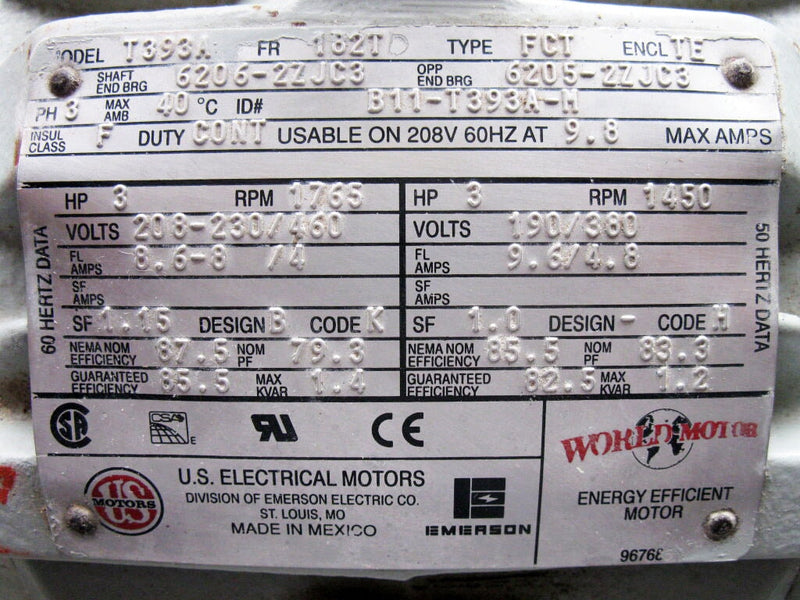 MODEL T393A FR 182TD TYPE FCT ENCL TE
SHAFT END BRG 6206-2ZJC3 OPP END BRG 6205-2ZJC3
PH 3 MAX AMB 40 °C ID# B11-T393A-M
INSUL CLASS F DUTY CONT USABLE ON 208V 60HZ AT 9.8 MAX AMPS
60 HERTZ DATA
HP 3 RPM 1765
VOLTS 208-230/460
FL AMPS 8.6-8 /4
SF AMPS
SF 1.15 DESIGN B CODE K
NEMA NOM EFFICIENCY 87.5 NOM PF 79.3
GUARANTEED EFFICIENCY 85.5 MAX KVAR 1.4
50 HERTZ DATA
HP 3 RPM 1450
VOLTS 190/380
FL AMPS 9.6/4.8
SF AMPS
SF 1.0 DESIGN - CODE H
NEMA NOM EFFICIENCY 85.5 NOM PF 83.3
GUARANTEED EFFICIENCY 82.5 MAX KVAR 1.2
SA
CSA E
RU
CE
US MOTORS
U.S. ELECTRICAL MOTORS
DIVISION OF EMERSON ELECTRIC CO.
ST. LOUIS, MO
MADE IN MEXICO
EMERSON
WORLD MOTOR
ENERGY EFFICIENT
MOTOR